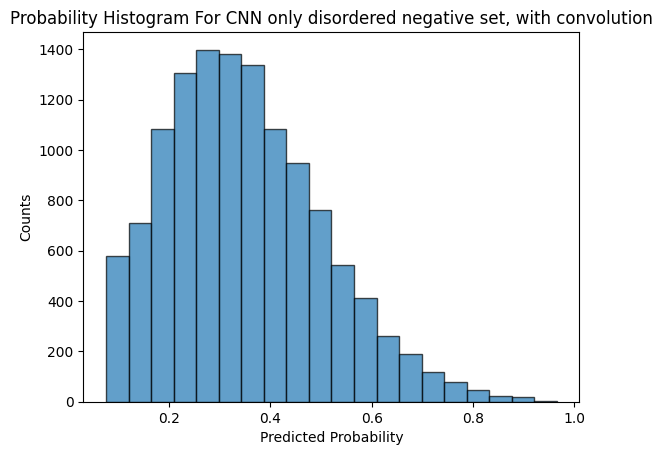 Probability Histogram For CNN only disordered negative set, with convolution
1400
1200
1000
800
600
400
200
0
Counts
0.2 0.4 0.6 0.8 1.0
Predicted Probability